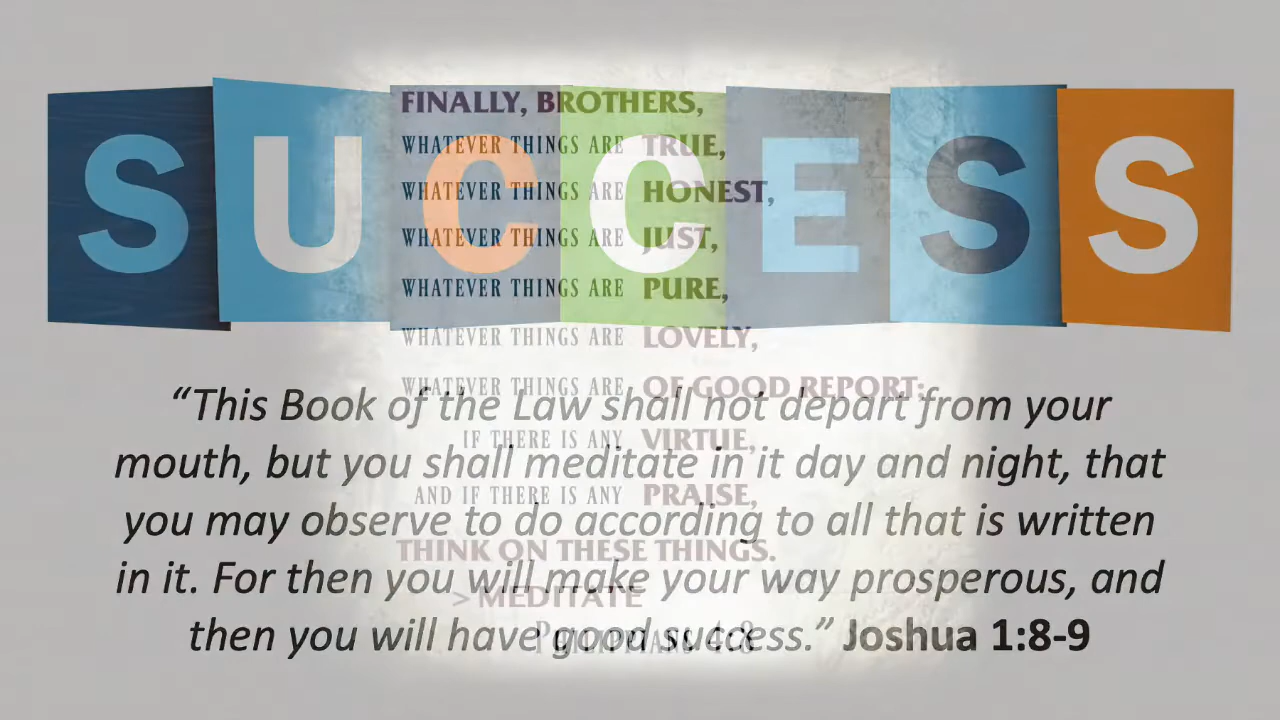 SUCCESS
FINALLY, BROTHERS,
WHATEVER THINGS ARE TRUE,
WHATEVER THINGS ARE HONEST,
WHATEVER THINGS ARE JUST,
WHATEVER THINGS ARE PURE,
WHATEVER THINGS ARE LOVELY,
WHATEVER THINGS ARE OF GOOD REPORT;
IF THERE IS ANY VIRTUE,
AND IF THERE IS ANY PRAISE,
THINK ON THESE THINGS.
> MEDITATE
PHILIPPIANS 4:8
“This Book of the Law shall not depart from your
mouth, but you shall meditate in it day and night, that
you may observe to do according to all that is written
in it. For then you will make your way prosperous, and
then you will have good success.” Joshua 1:8-9